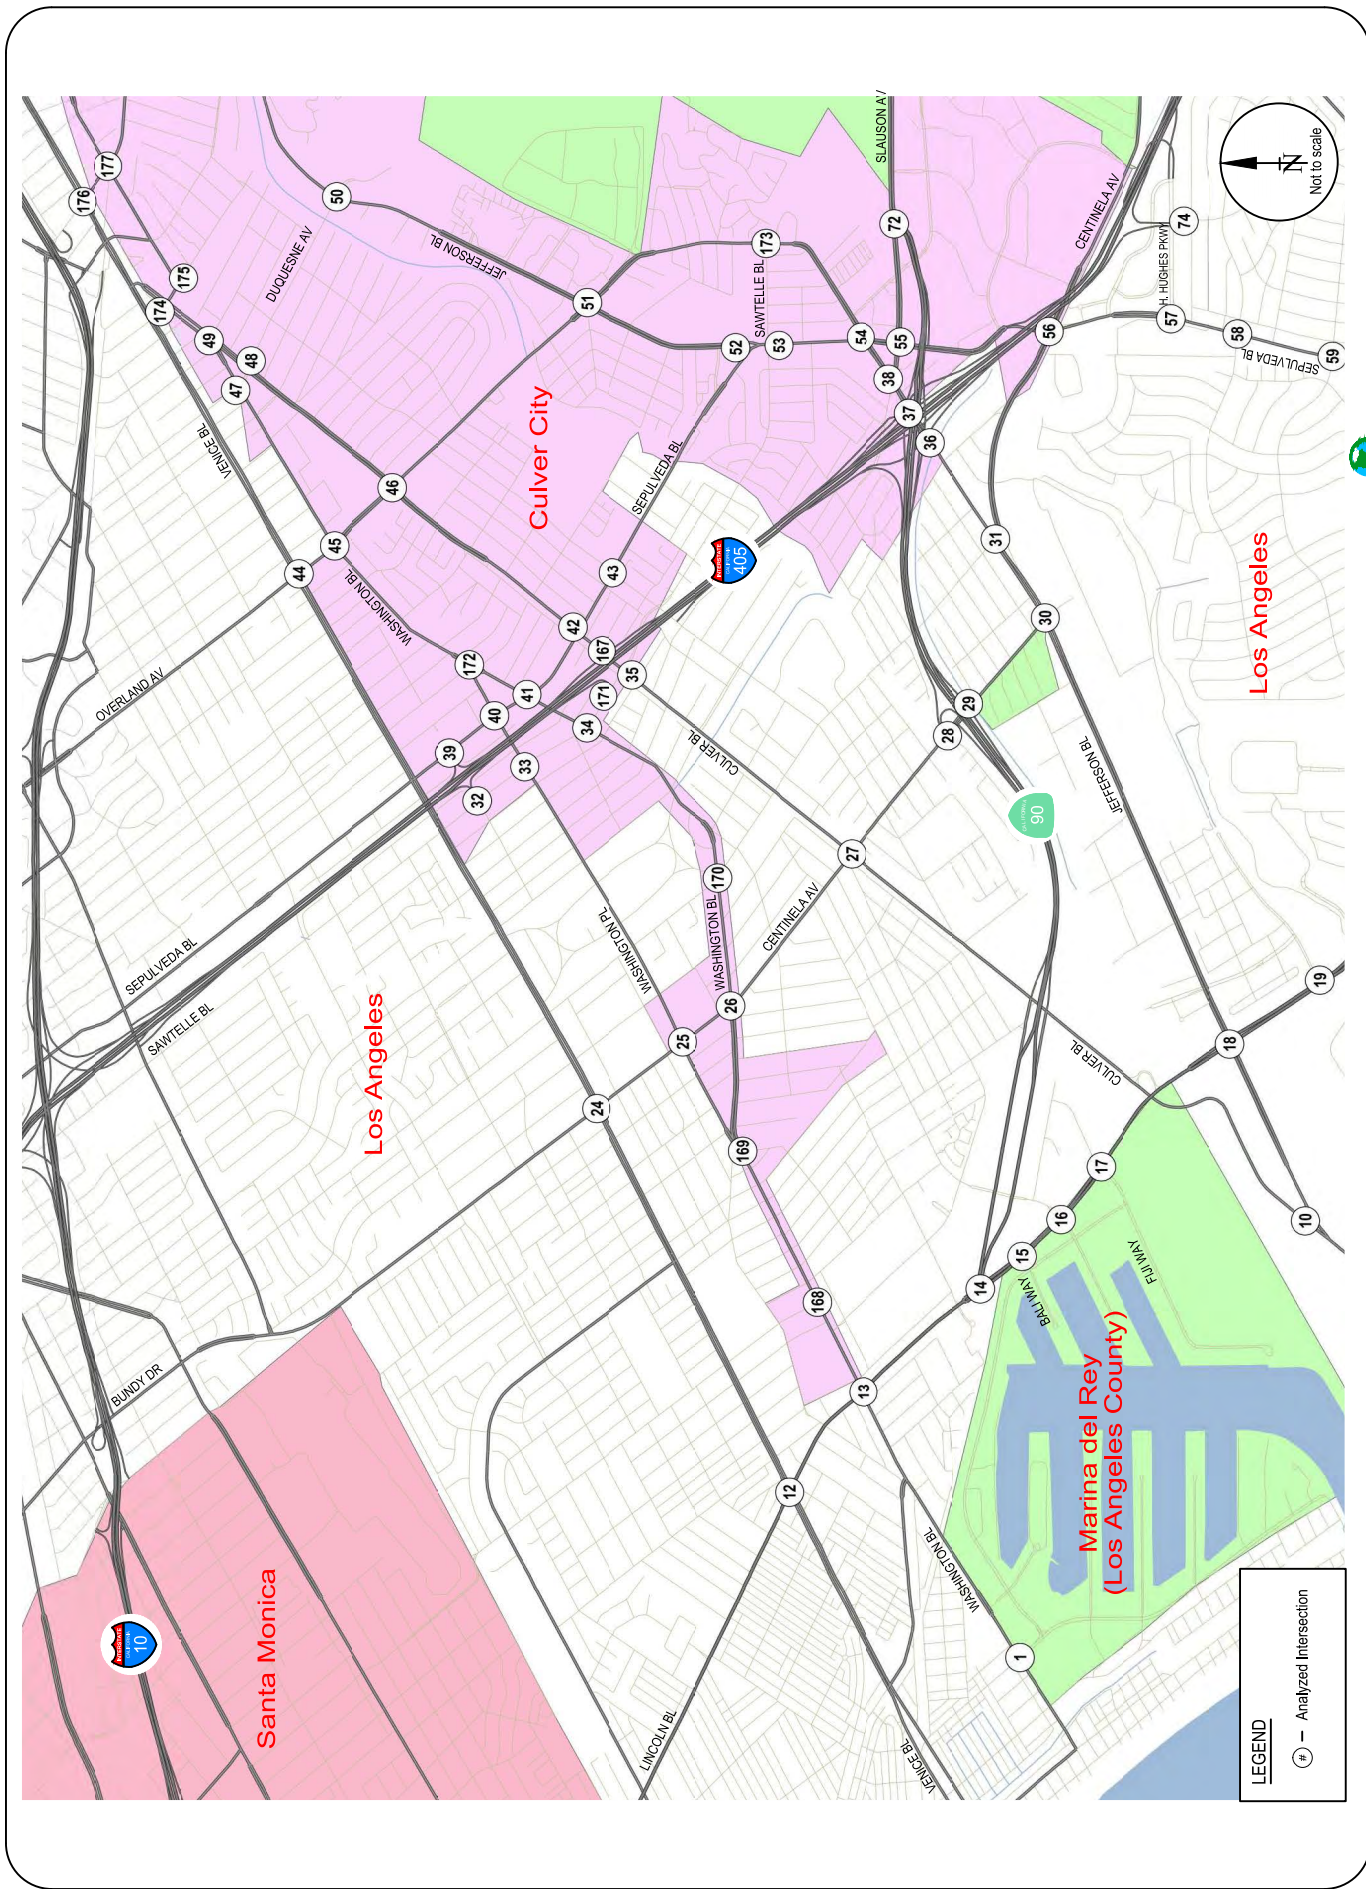 176
177
50
DUQUESNE AV
JEFFERSON BL
175
174
49
48
47
VENICE BL
51
SAWTELLE BL
173
52
53
54
55
38
37
36
SLAUSON AV
72
CENTINELA AV
H. HUGHES PKWY
74
57
58
59
SEPULVEDA BL
56
N
Not to scale
Culver City
46
45
44
WASHINGTON BL
SEPULVEDA BL
43
42
167
35
171
34
41
40
172
39
33
32
INTERSTATE
CALIFORNIA
405
OVERLAND AV
31
30
29
28
Los Angeles
CALIFORNIA
90
JEFFERSON BL
CULVER BL
27
CENTINELA AV
170
WASHINGTON BL
26
25
WASHINGTON PL
SEPULVEDA BL
SAWTELLE BL
Los Angeles
24
169
168
CULVER BL
18
19
17
16
15
14
10
BALI WAY
FIJI WAY
Marina del Rey
(Los Angeles County)
BUNDY DR
13
12
WASHINGTON BL
1
INTERSTATE
CALIFORNIA
10
Santa Monica
LINCOLN BL
VENICE BL
LEGEND
# – Analyzed Intersection